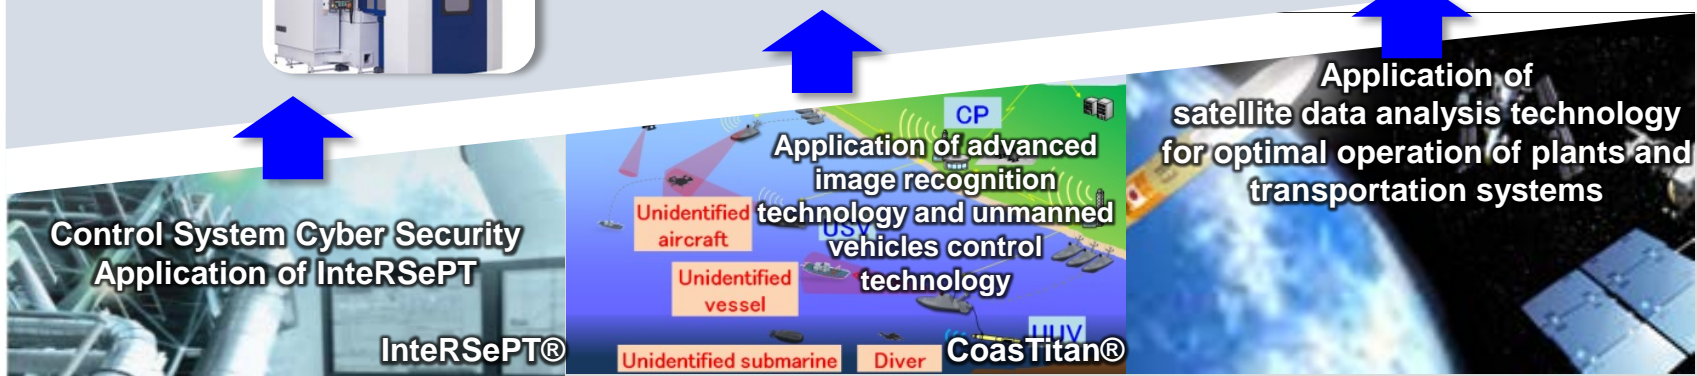 Control System Cyber Security
Application of InteRSePT
InteRSePT®
CP
Application of advanced
image recognition
technology and unmanned
vehicles control
technology
Unidentified
aircraft
USV
Unidentified
vessel
Unidentified submarine
Diver
UUV
CoasTitan®
Application of
satellite data analysis technology
for optimal operation of plants and
transportation systems